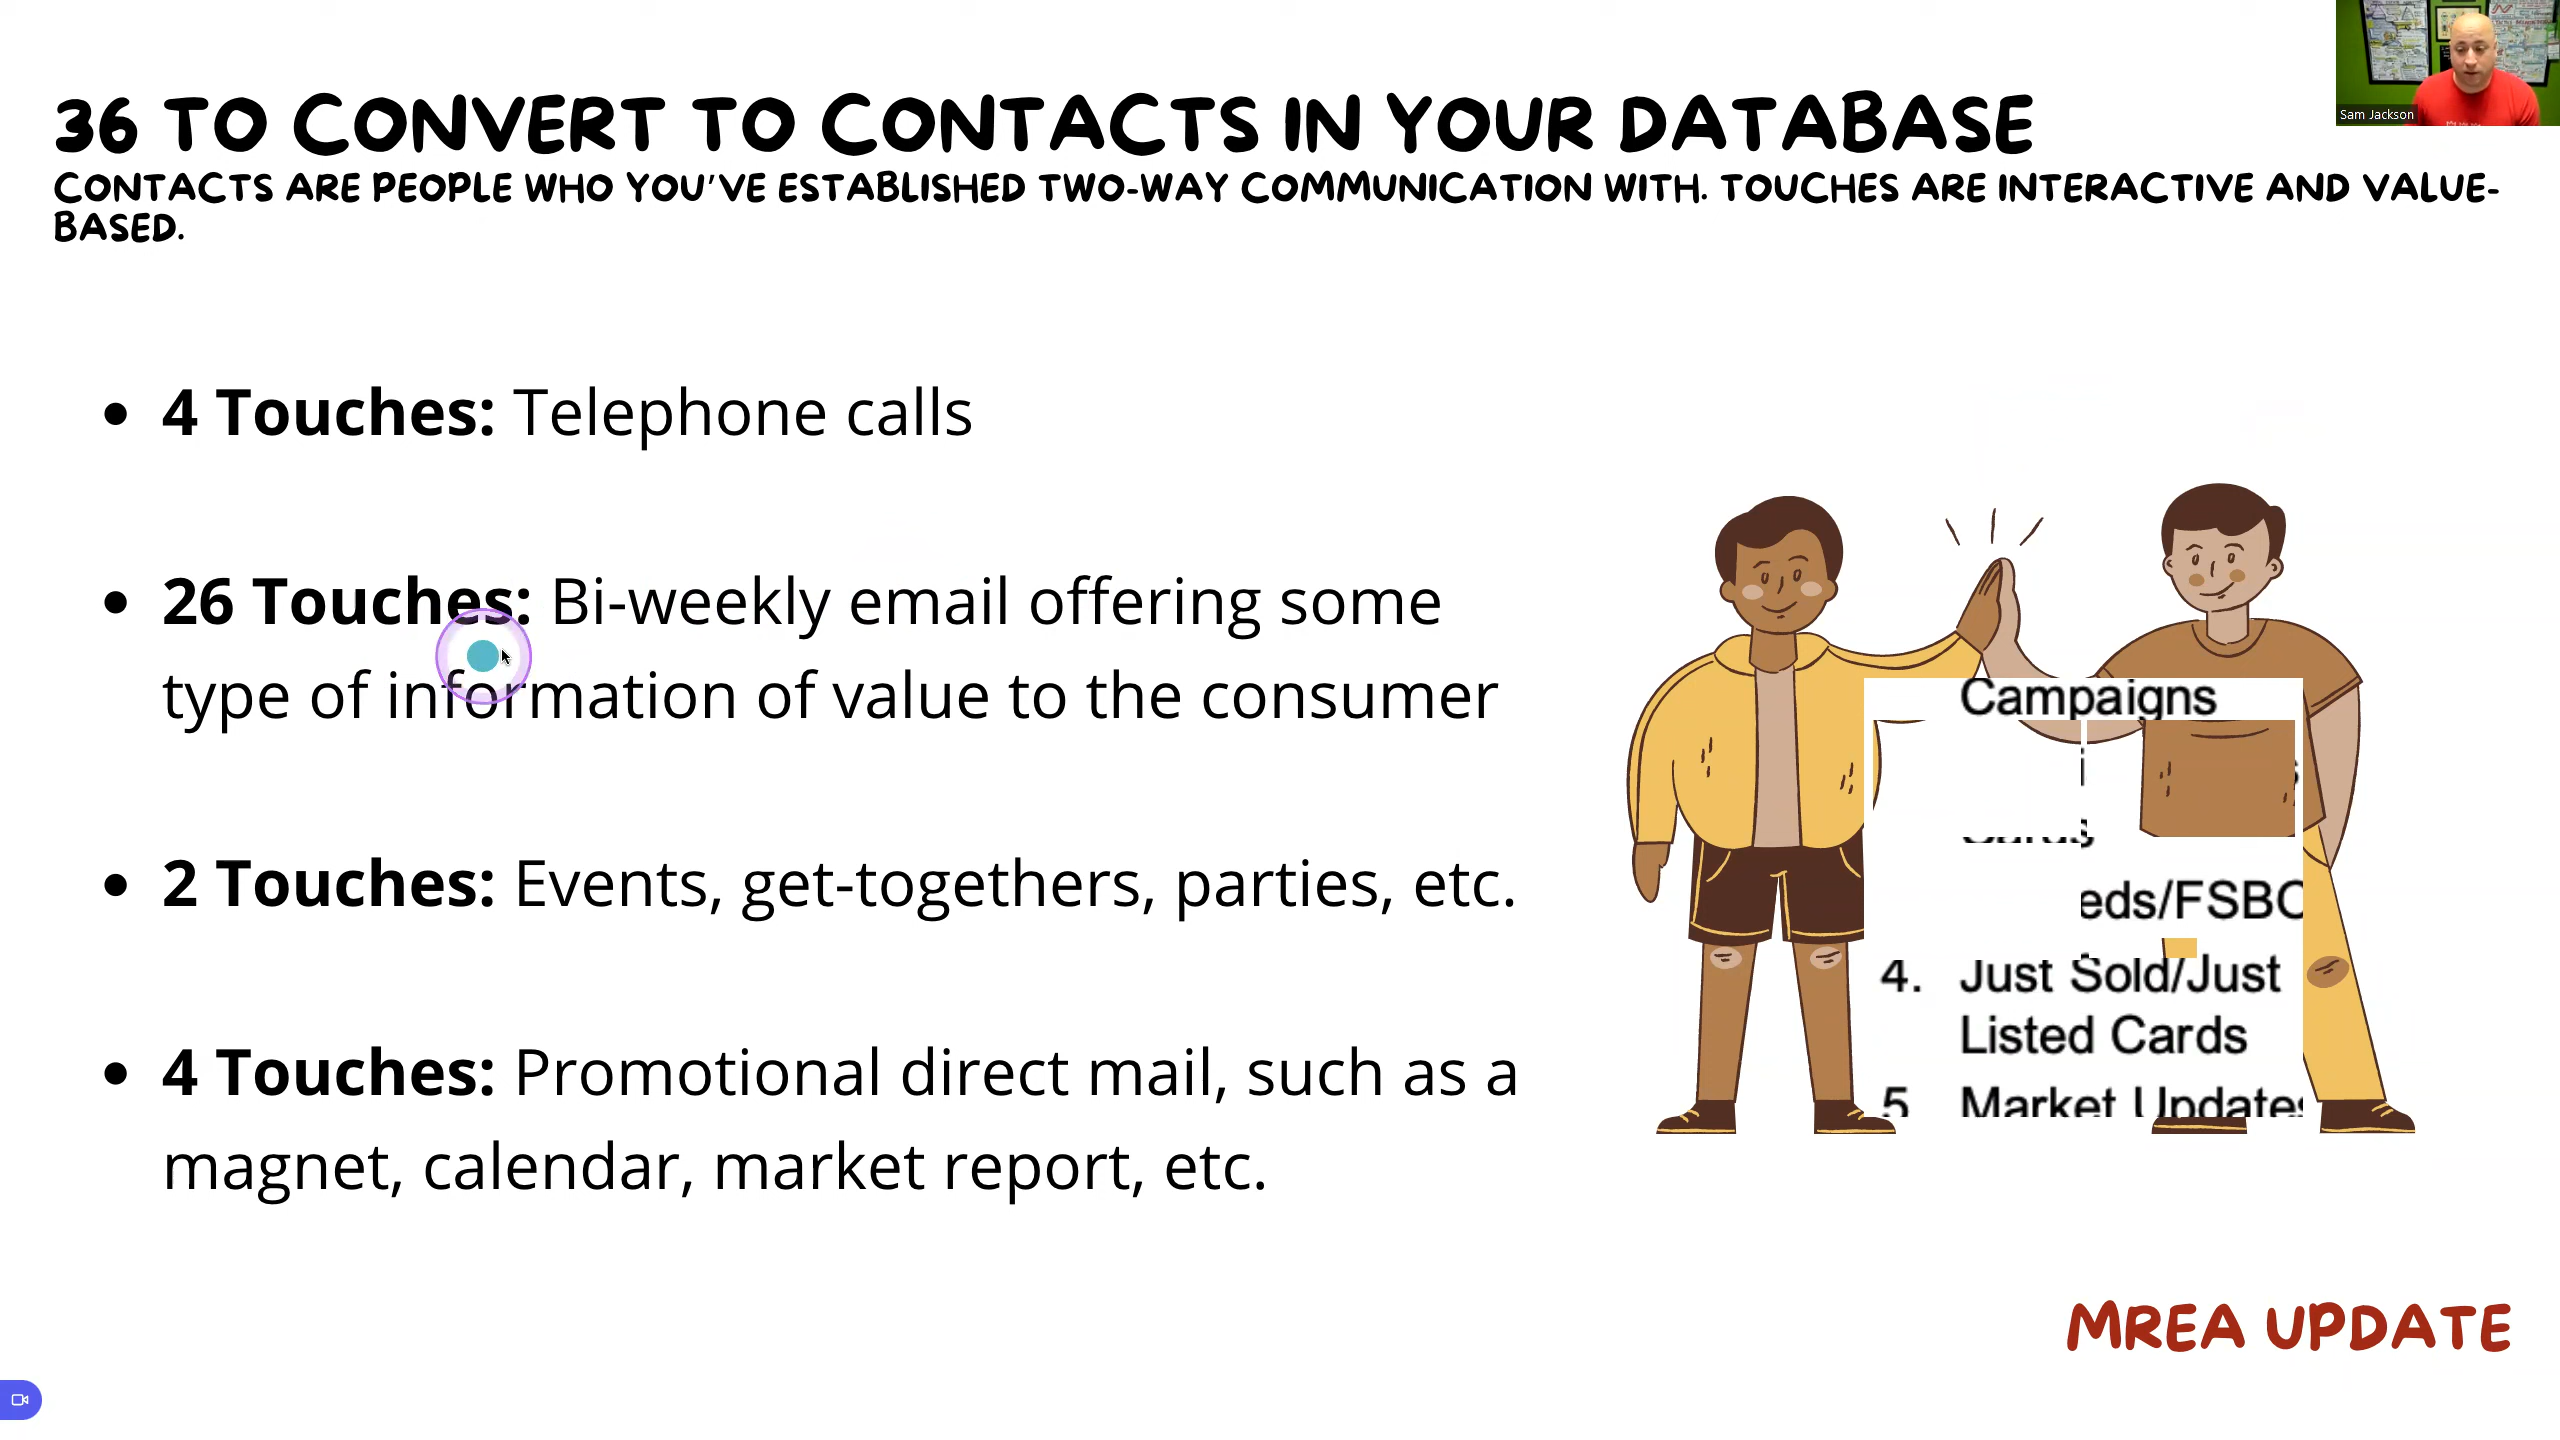 Sam Jackson
36 TO CONVERT TO CONTACTS IN YOUR DATABASE
CONTACTS ARE PEOPLE WHO YOU'VE ESTABLISHED TWO-WAY COMMUNICATION WITH. TOUCHES ARE INTERACTIVE AND VALUE-
BASED.
• 4 Touches: Telephone calls
• 26 Touches: Bi-weekly email offering some
type of information of value to the consumer
• 2 Touches: Events, get-togethers, parties, etc.
• 4 Touches: Promotional direct mail, such as a
magnet, calendar, market report, etc.
Campaigns
eds/FSBO
4. Just Sold/Just
Listed Cards
5 Market Updates
MREA UPDATE